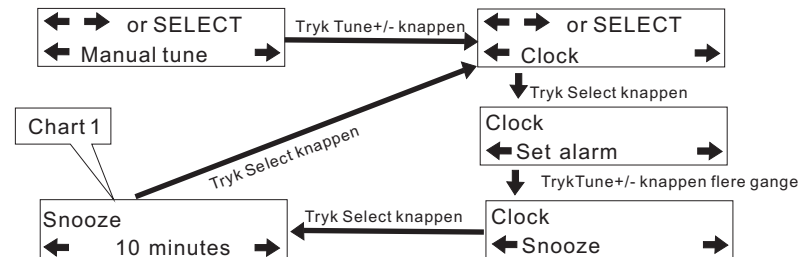 ← → or SELECT
← Manual tune →
Tryk Tune+/- knappen
← → or SELECT
← Clock →
Tryk Select knappen
Clock
← Set alarm →
TrykTune+/- knappen flere gange
Clock
← Snooze →
Tryk Select knappen
Chart 1
Snooze
← 10 minutes →
Tryk Select knappen